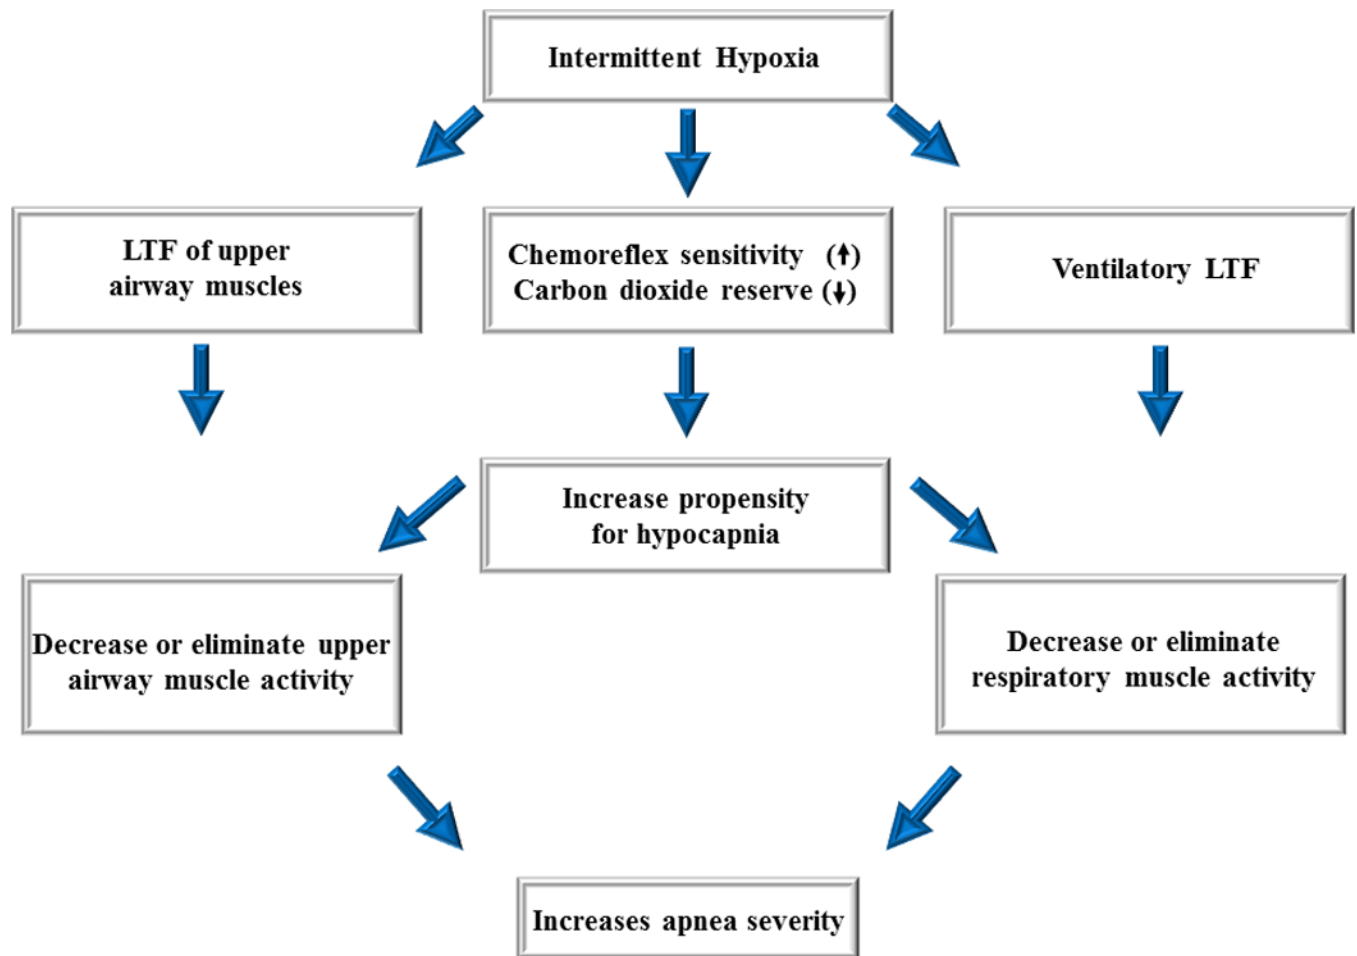 Intermittent Hypoxia
LTF of upper
airway muscles
Chemoreflex sensitivity (↑)
Carbon dioxide reserve (↓)
Ventilatory LTF
Increase propensity
for hypocapnia
Decrease or eliminate upper
airway muscle activity
Decrease or eliminate
respiratory muscle activity
Increases apnea severity